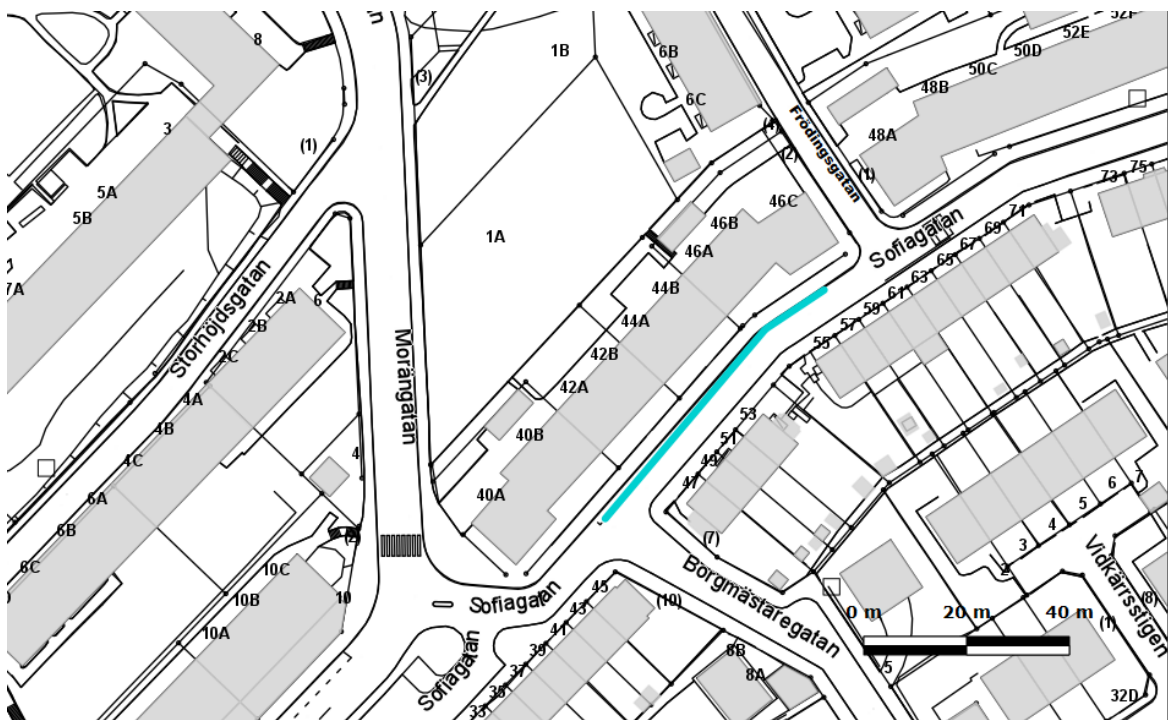 8
3
(1)
5A
5B
7A
(3)
1B
1A
6B
6C
(4)
(2)
Frödingsgatan
48A
(1)
48B
50C
50D
52E
46C
46B
46A
44B
44A
42B
42A
40B
40A
Sofiagatan
71
69
67
65
63
61
59
57
55
73
75
Storhöjdsgatan
6
2A
2B
2C
4A
4B
4C
6A
6B
6C
4
Morängatan
(2)
10C
10B
10A
10
53
51
49
47
(7)
Borgmästaregatan
Sofiagatan
Sofiagatan
45
43
41
39
37
35
33
(10)
8B
8A
5
7
6
5
4
3
2
Vidkärrsstigen
(8)
(1)
32D
0 m 20 m 40 m